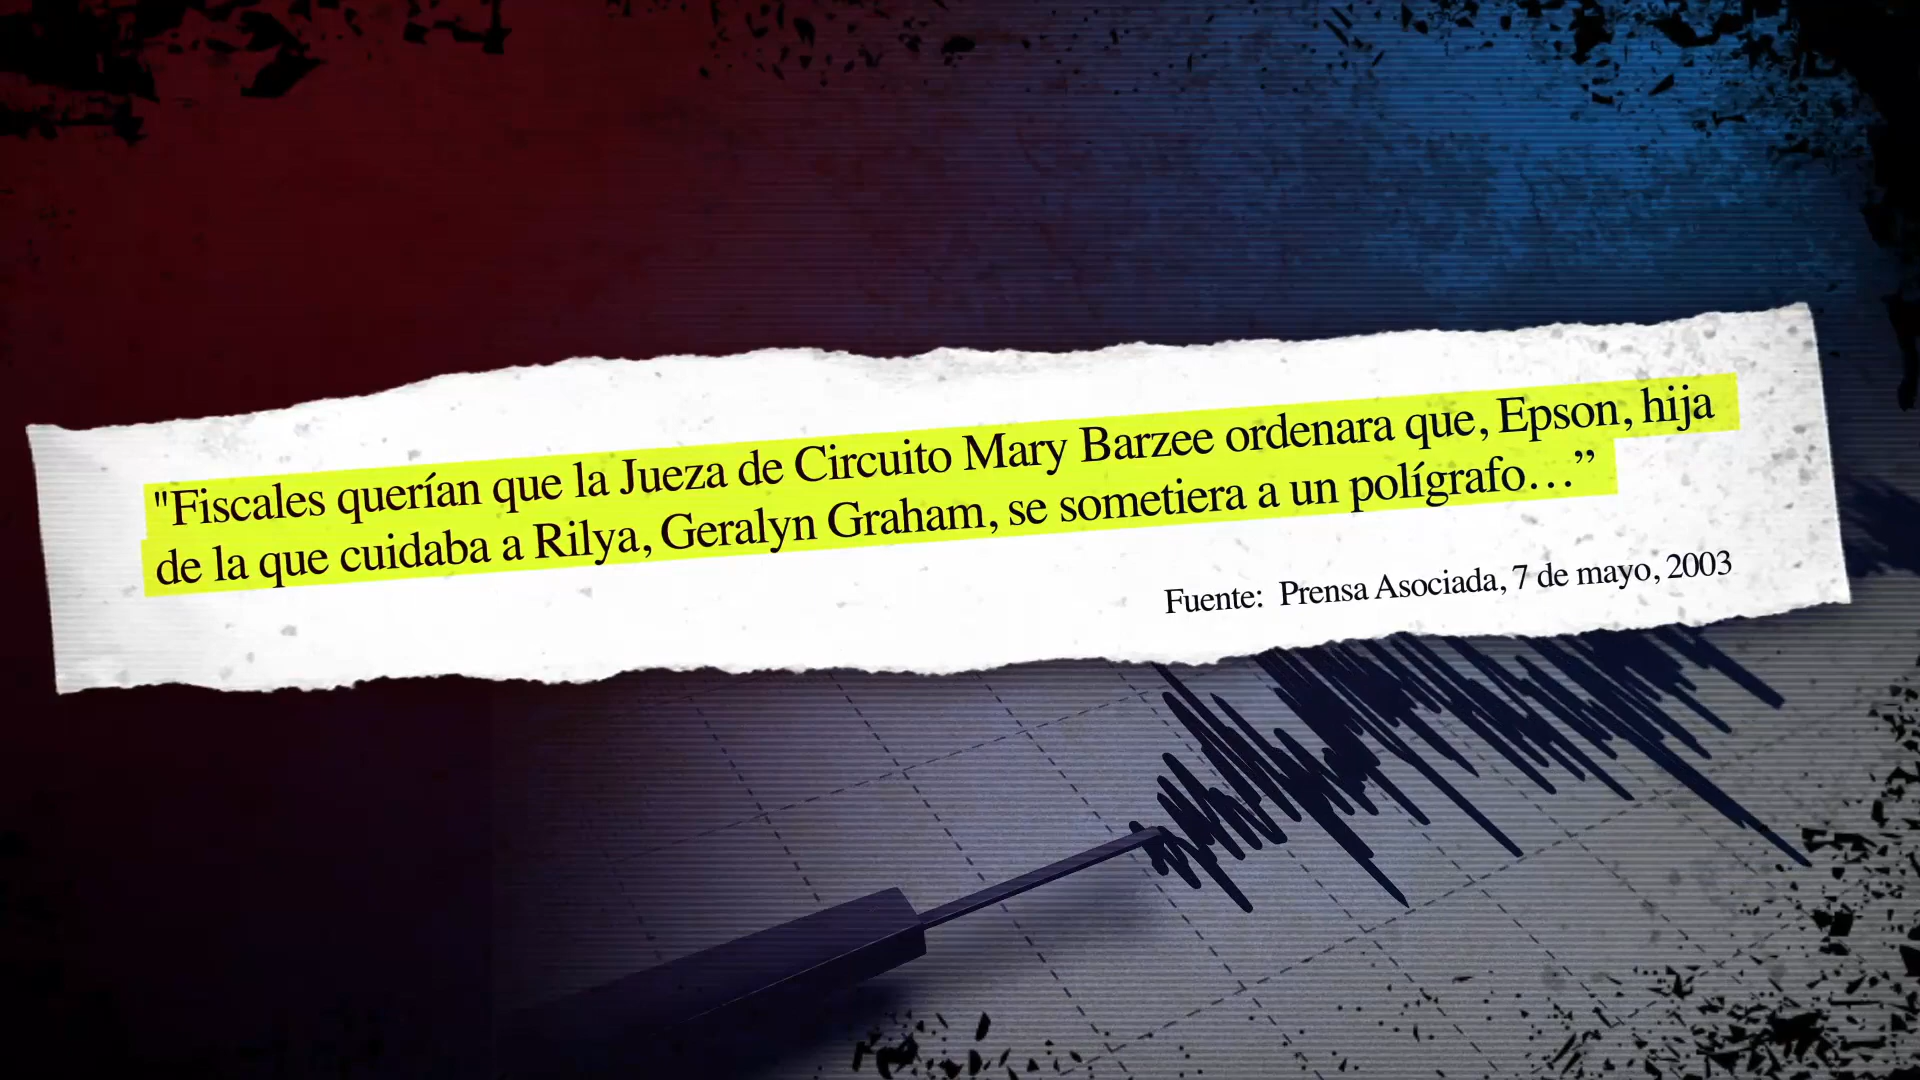 "Fiscales querían que la Jueza de Circuito Mary Barzee ordenara que, Epson, hija
de la que cuidaba a Rilya, Geralyn Graham, se sometiera a un polígrafo…”
Fuente:  Prensa Asociada, 7 de mayo, 2003